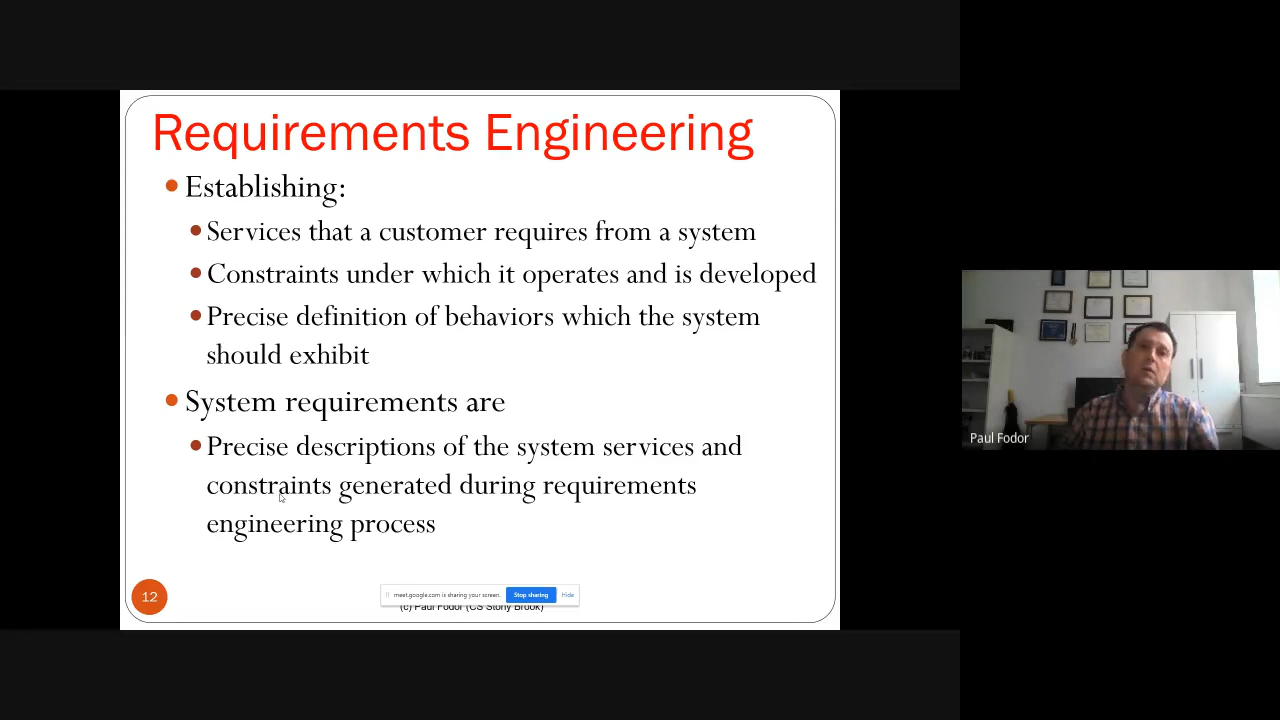 Requirements Engineering
• Establishing:
• Services that a customer requires from a system
• Constraints under which it operates and is developed
• Precise definition of behaviors which the system
should exhibit
• System requirements are
• Precise descriptions of the system services and
constraints generated during requirements
engineering process
12
meet.google.com is sharing your screen. Stop sharing Hide
(c) Paul Fodor (CS Stony Brook)
Paul Fodor